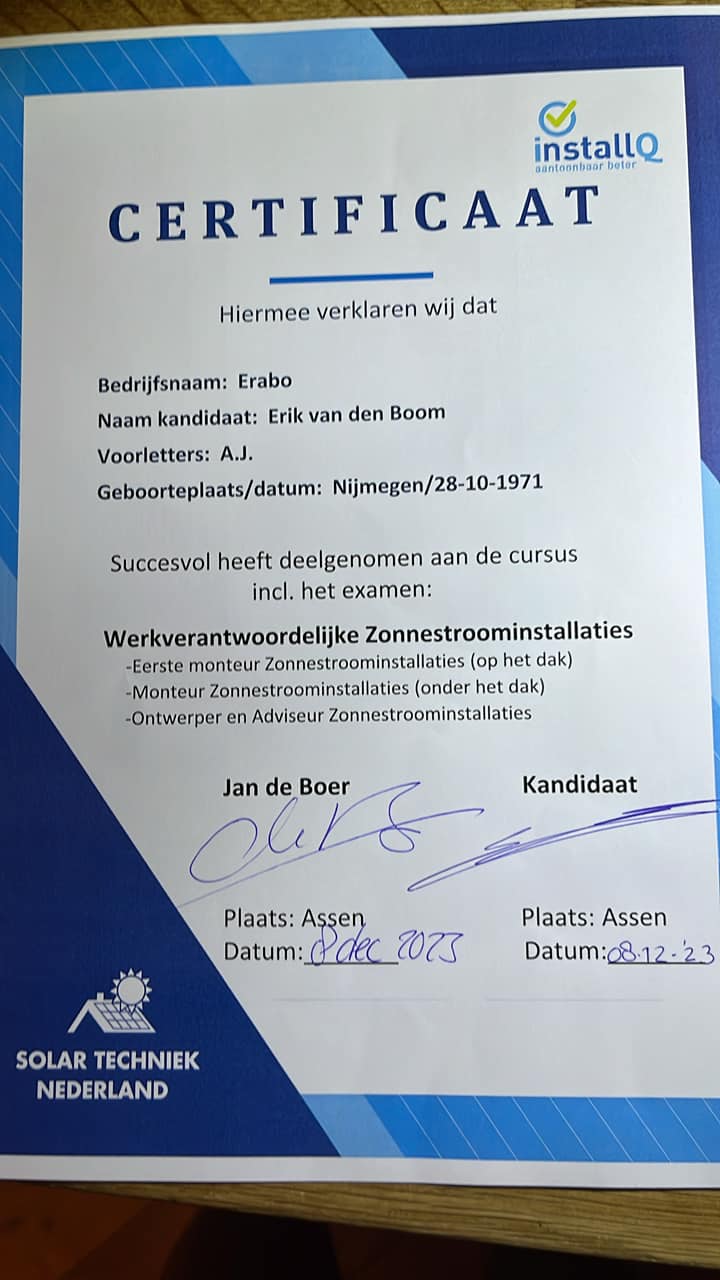 installQ
aantoonbaar beter
CERTIFICAAT
Hiermee verklaren wij dat
Bedrijfsnaam: Erabo
Naam kandidaat: Erik van den Boom
Voorletters: A.J.
Geboorteplaats/datum: Nijmegen/28-10-1971
Succesvol heeft deelgenomen aan de cursus
incl. het examen:
Werkverantwoordelijke Zonnestroominstallaties
-Eerste monteur Zonnestroominstallaties (op het dak)
-Monteur Zonnestroominstallaties (onder het dak)
-Ontwerper en Adviseur Zonnestroominstallaties
Jan de Boer Kandidaat
Plaats: Assen Plaats: Assen
Datum: 8 dec 2023 Datum: 08-12-'23
SOLAR TECHNIEK
NEDERLAND